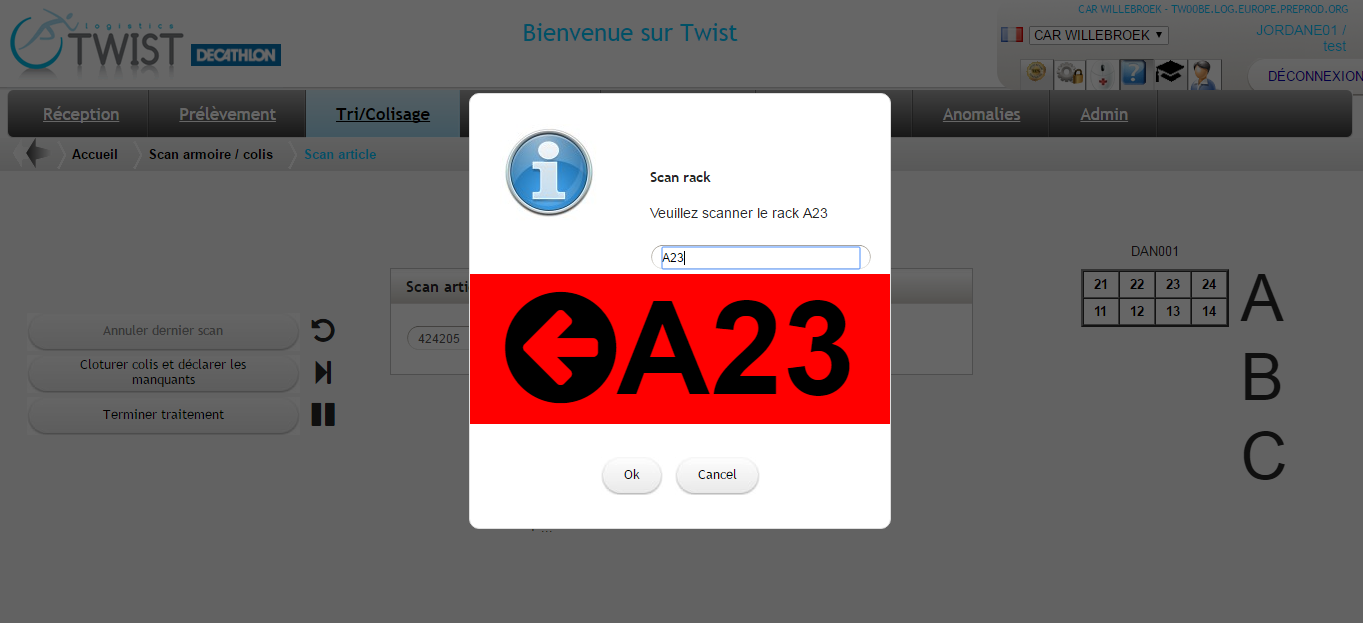 CAR WILLEBROEK - TW00BE.LOG.EUROPE.PREPROD.ORG
logistics
TWIST
DECATHLON
Bienvenue sur Twist
CAR WILLEBROEK
JORDANE01 /
test
DÉCONNEXION
Réception
Prélèvement
Tri/Colisage
Anomalies
Admin
Accueil
Scan armoire / colis
Scan article
Scan rack
Veuillez scanner le rack A23
A23
A23
Ok
Cancel
Scan arti
424205
Annuler dernier scan
Cloturer colis et déclarer les
manquants
Terminer traitement
DAN001
21 22 23 24
11 12 13 14
A
B
C